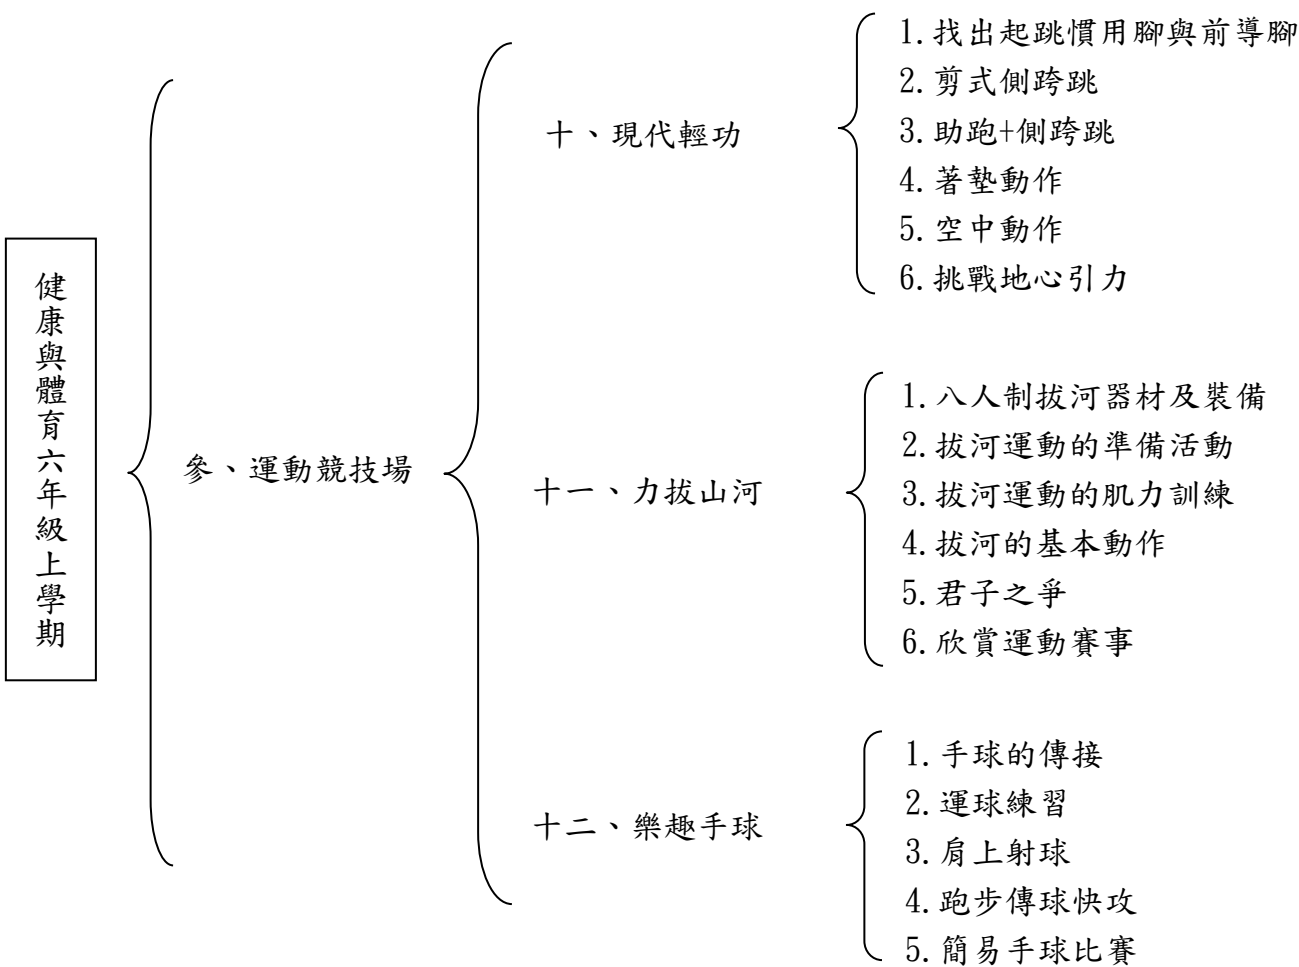 健康與體育六年級上學期
參、運動競技場
十、現代輕功
1.找出起跳慣用腳與前導腳
2.剪式側跨跳
3.助跑+側跨跳
4.著墊動作
5.空中動作
6.挑戰地心引力
十一、力拔山河
1.八人制拔河器材及裝備
2.拔河運動的準備活動
3.拔河運動的肌力訓練
4.拔河的基本動作
5.君子之爭
6.欣賞運動賽事
十二、樂趣手球
1.手球的傳接
2.運球練習
3.肩上射球
4.跑步傳球快攻
5.簡易手球比賽